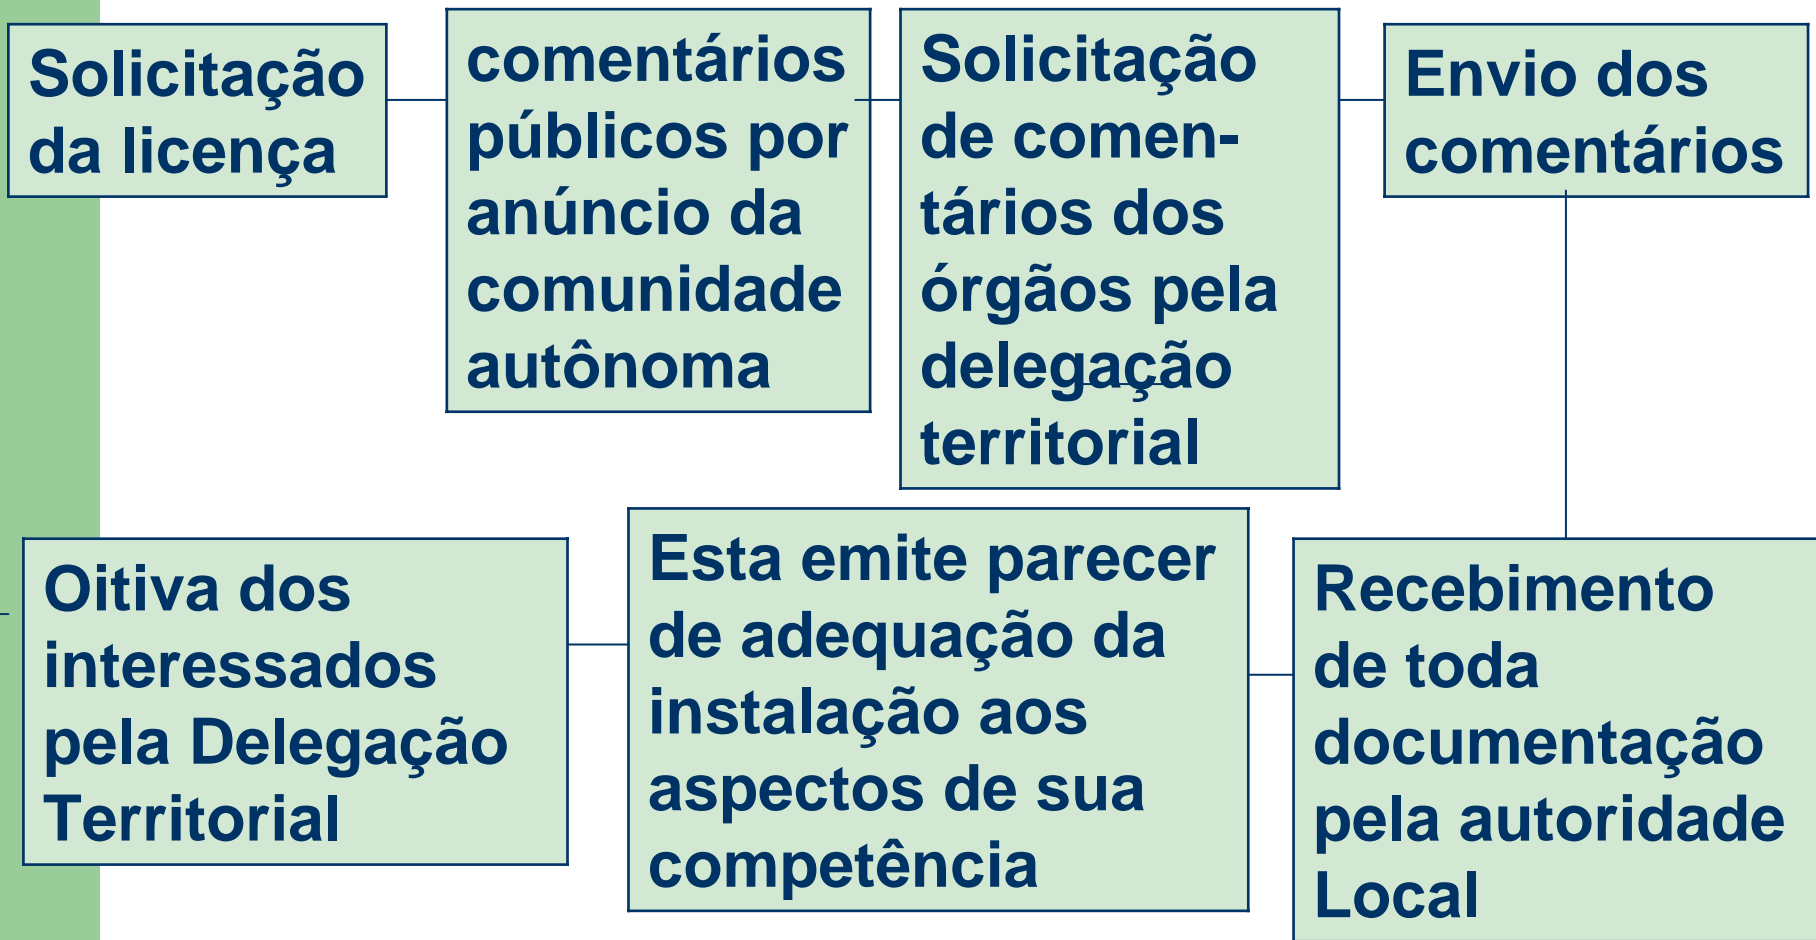 Solicitação
da licença
comentários
públicos por
anúncio da
comunidade
autônoma
Solicitação
de comen-
tários dos
órgãos pela
delegação
territorial
Envio dos
comentários
Recebimento
de toda
documentação
pela autoridade
Local
Esta emite parecer
de adequação da
instalação aos
aspectos de sua
competência
Oitiva dos
interessados
pela Delegação
Territorial